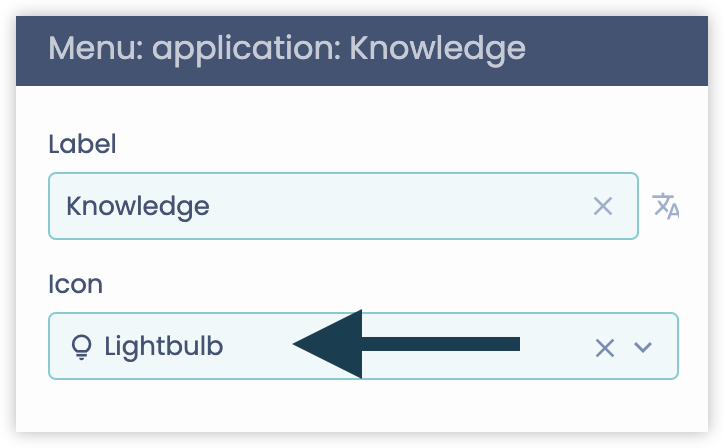 Menu: application: Knowledge
Label
Knowledge
Icon
Lightbulb